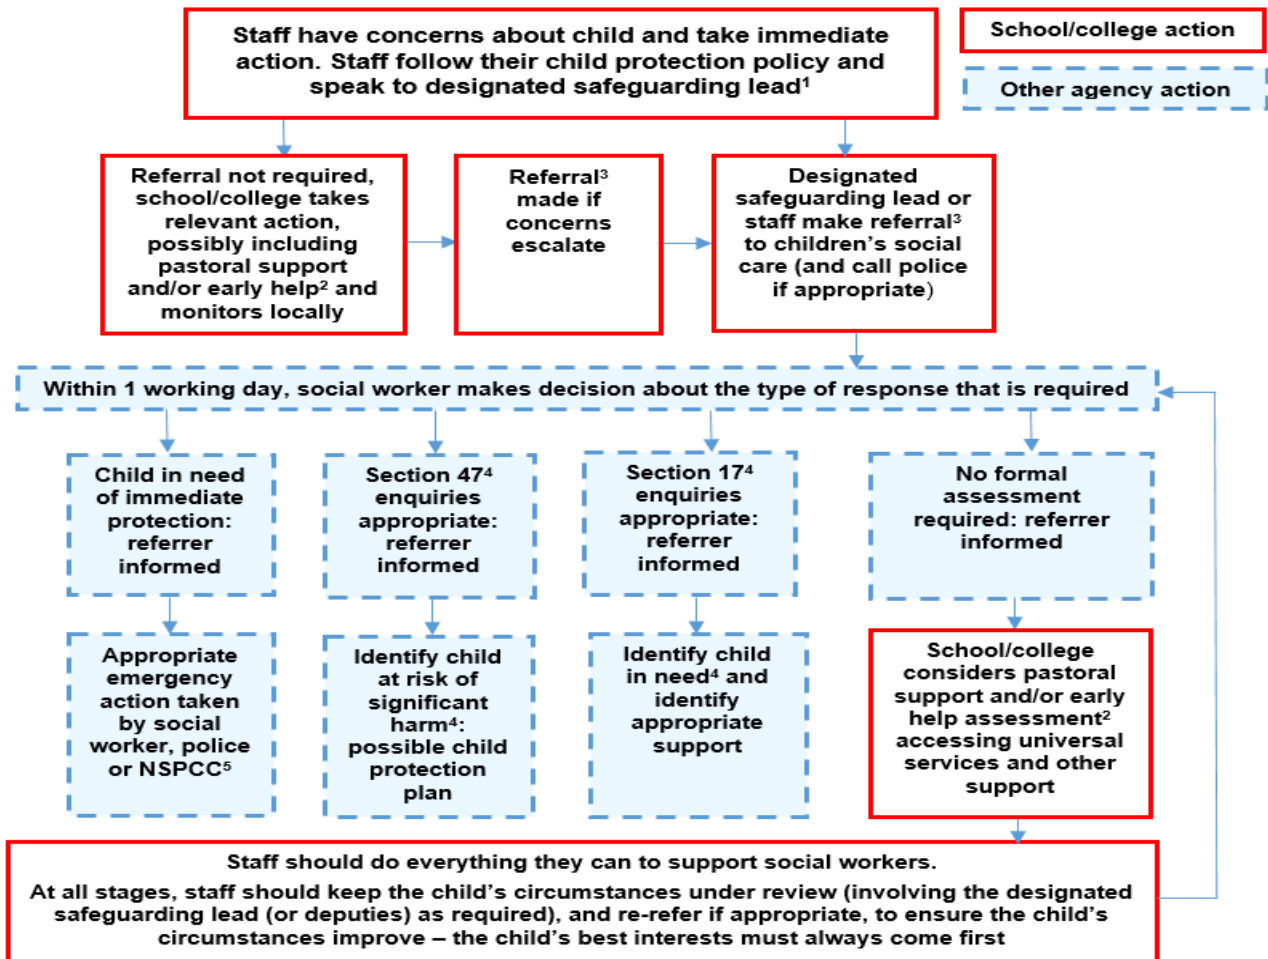 Staff have concerns about child and take immediate
action. Staff follow their child protection policy and
speak to designated safeguarding lead¹
School/college action
Other agency action
Referral not required,
school/college takes
relevant action,
possibly including
pastoral support
and/or early help² and
monitors locally
Referral³
made if
concerns
escalate
Designated
safeguarding lead or
staff make referral³
to children’s social
care (and call police
if appropriate)
Within 1 working day, social worker makes decision about the type of response that is required
Child in need
of immediate
protection:
referrer
informed
Section 47⁴
enquiries
appropriate:
referrer
informed
Section 17⁴
enquiries
appropriate:
referrer
informed
No formal
assessment
required: referrer
informed
Appropriate
emergency
action taken
by social
worker, police
or NSPCC⁵
Identify child
at risk of
significant
harm⁴:
possible child
protection
plan
Identify child
in need⁴ and
identify
appropriate
support
School/college
considers pastoral
support and/or early
help assessment²
accessing universal
services and other
support
Staff should do everything they can to support social workers.
At all stages, staff should keep the child’s circumstances under review (involving the designated
safeguarding lead (or deputies) as required), and re-refer if appropriate, to ensure the child’s
circumstances improve – the child’s best interests must always come first